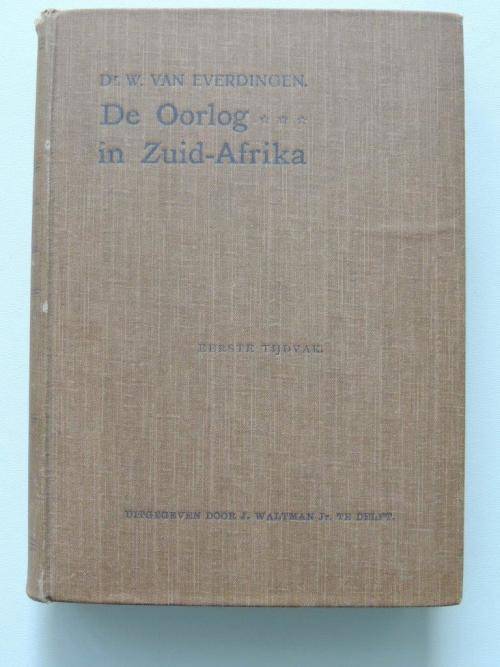 Dr. W. VAN EVERDINGEN.
De Oorlog ☆ ☆ ☆
in Zuid-Afrika
EERSTE TIJDVAK.
UITGEGEVEN DOOR J. WALTMAN Jr. TE DELFT.